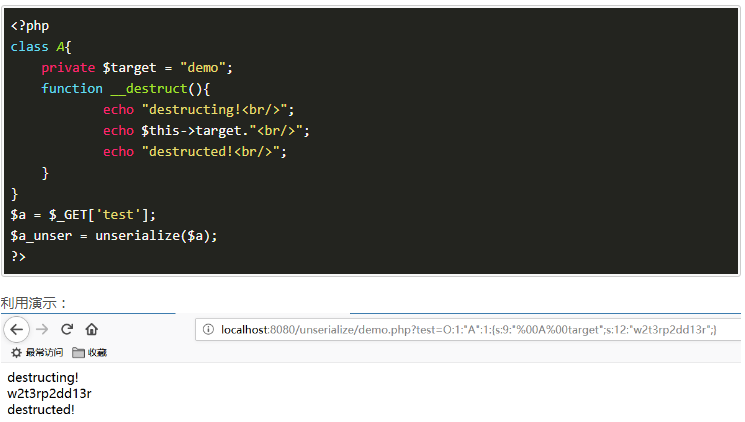 <?php
class A{
    private $target = "demo";
    function __destruct(){
            echo "destructing!<br/>";
            echo $this->target."<br/>";
            echo "destructed!<br/>";
    }
}
$a = $_GET['test'];
$a_unser = unserialize($a);
?>
利用演示：
localhost:8080/unserialize/demo.php?test=O:1:"A":1:{s:9:"%00A%00target";s:12:"w2t3rp2dd13r";}
最常访问 收藏
destructing!
w2t3rp2dd13r
destructed!